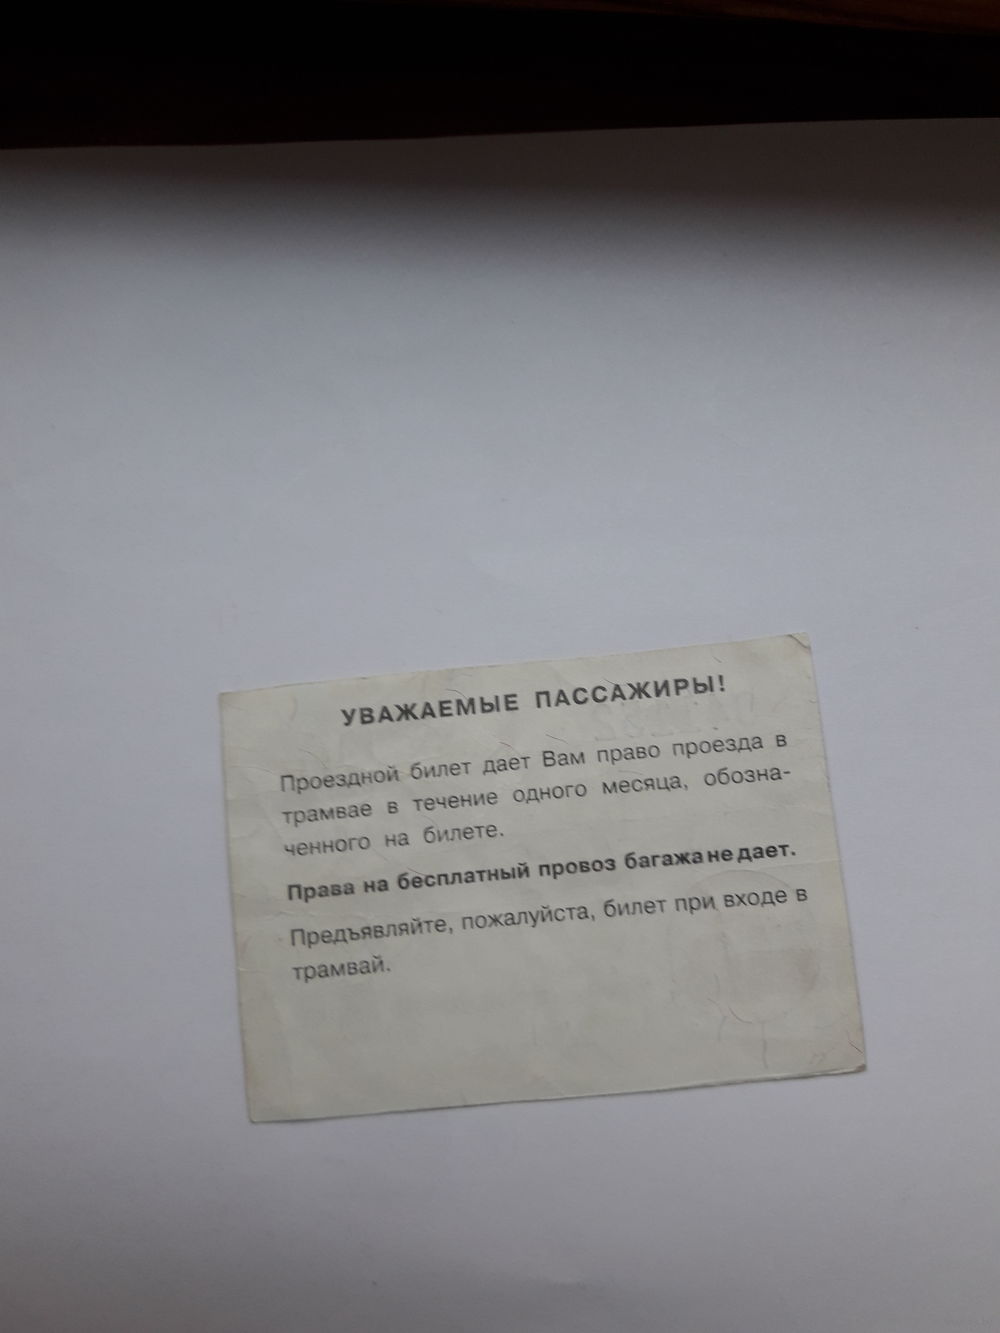 УВАЖАЕМЫЕ ПАССАЖИРЫ!
Проездной билет дает Вам право проезда в
трамвае в течение одного месяца, обозна-
ченного на билете.
Права на бесплатный провоз багажа не дает.
Предъявляйте, пожалуйста, билет при входе в
трамвай.